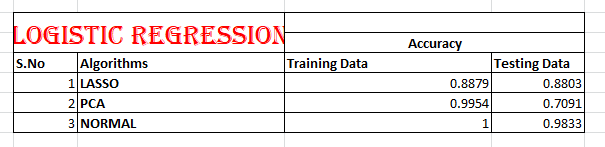 LOGISTIC REGRESSION
Accuracy
S.No Algorithms Training Data Testing Data
1 LASSO 0.8879 0.8803
2 PCA 0.9954 0.7091
3 NORMAL 1 0.9833